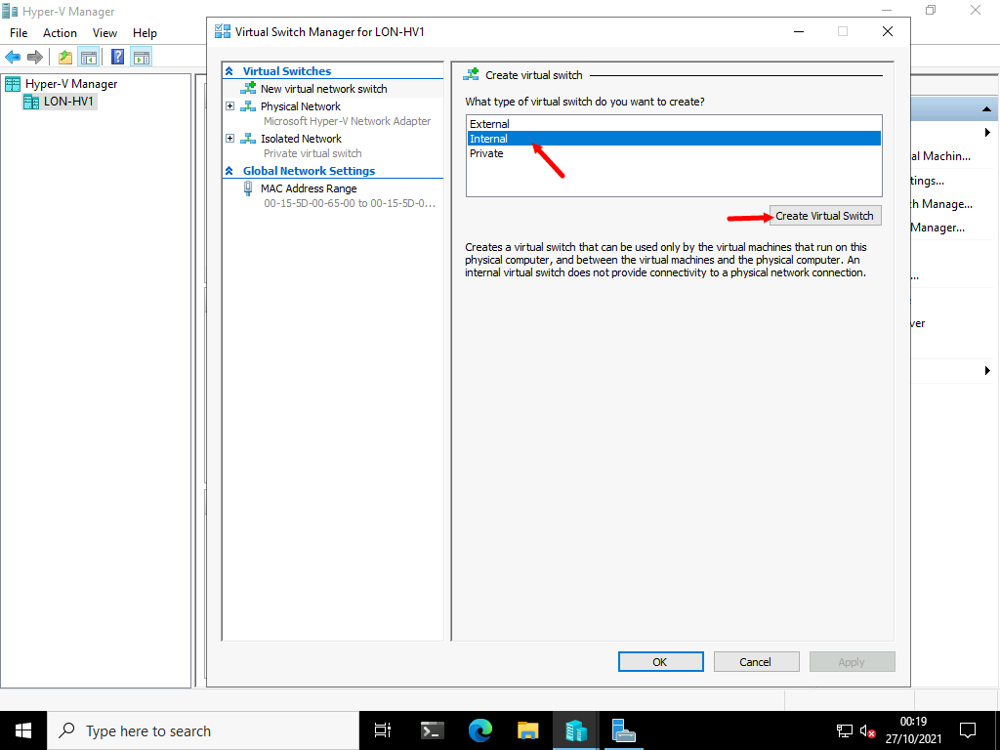 Hyper-V Manager
File Action View Help
Hyper-V Manager
LON-HV1
Virtual Switch Manager for LON-HV1
Virtual Switches
New virtual network switch
Physical Network
Microsoft Hyper-V Network Adapter
Isolated Network
Private virtual switch
Global Network Settings
MAC Address Range
00-15-5D-00-65-00 to 00-15-5D-0...
Create virtual switch
What type of virtual switch do you want to create?
External
Internal
Private
Create Virtual Switch
Creates a virtual switch that can be used only by the virtual machines that run on this
physical computer, and between the virtual machines and the physical computer. An
internal virtual switch does not provide connectivity to a physical network connection.
OK Cancel Apply
al Machin...
tings...
h Manage...
Manager...
...
ver
Type here to search
00:19
27/10/2021